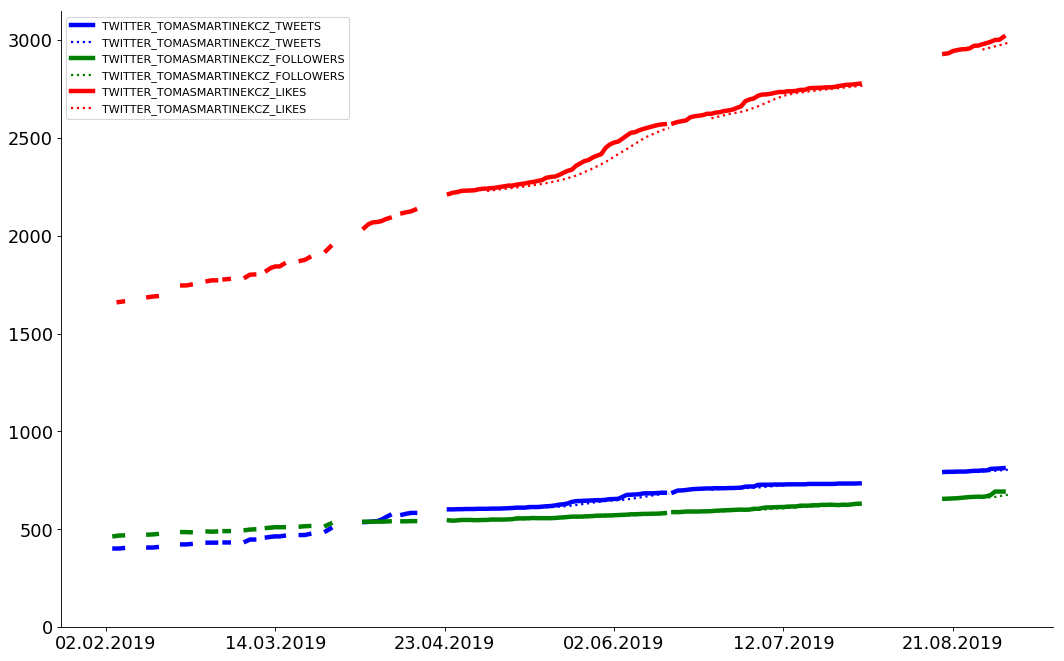 TWITTER_TOMASMARTINEKCZ_TWEETS
TWITTER_TOMASMARTINEKCZ_TWEETS
TWITTER_TOMASMARTINEKCZ_FOLLOWERS
TWITTER_TOMASMARTINEKCZ_FOLLOWERS
TWITTER_TOMASMARTINEKCZ_LIKES
TWITTER_TOMASMARTINEKCZ_LIKES
3000
2500
2000
1500
1000
500
0
02.02.2019 14.03.2019 23.04.2019 02.06.2019 12.07.2019 21.08.2019